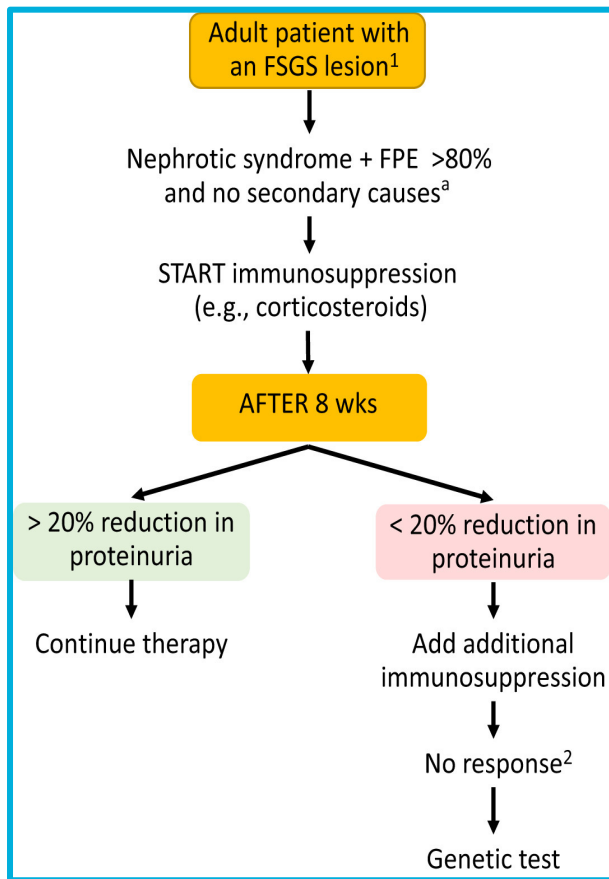 Adult patient with
an FSGS lesion¹
Nephrotic syndrome + FPE >80%
and no secondary causesᵃ
START immunosuppression
(e.g., corticosteroids)
AFTER 8 wks
> 20% reduction in
proteinuria
Continue therapy
< 20% reduction in
proteinuria
Add additional
immunosuppression
No response²
Genetic test